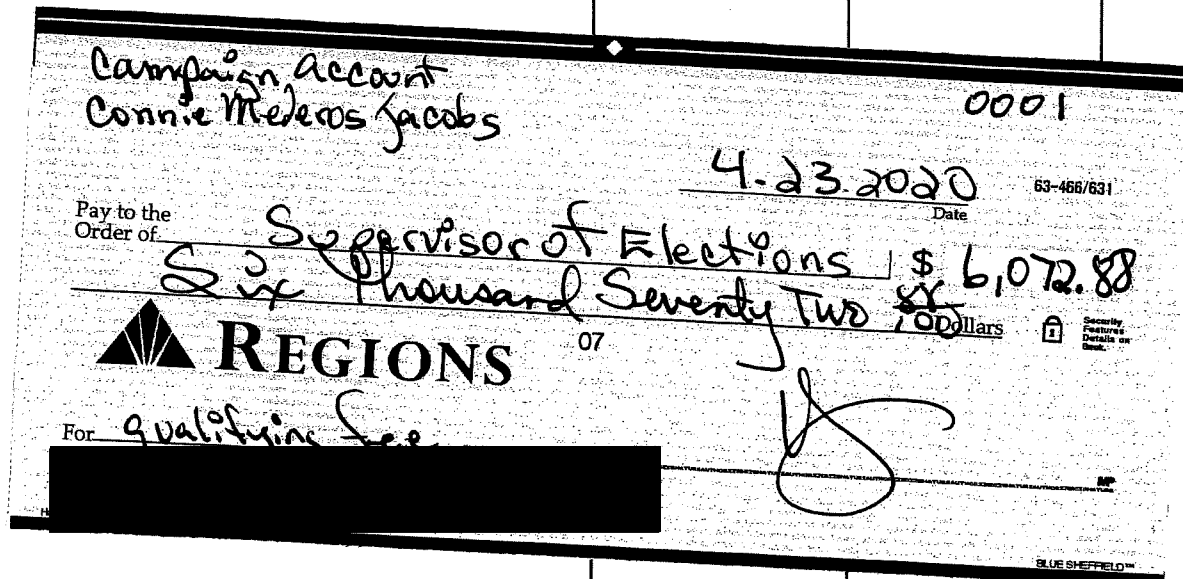 Campaign Account
Connie Mederos Jacobs
0001
4-23-2020
63-466/631
Date
Pay to the
Order of Supervisor of Elections $ 6,072.88
Six Thousand Seventy Two 88/100 Dollars
Security
Features
Details on
Back.
REGIONS
07
For qualifying fee
MP
BLUE SHEFFIELD™